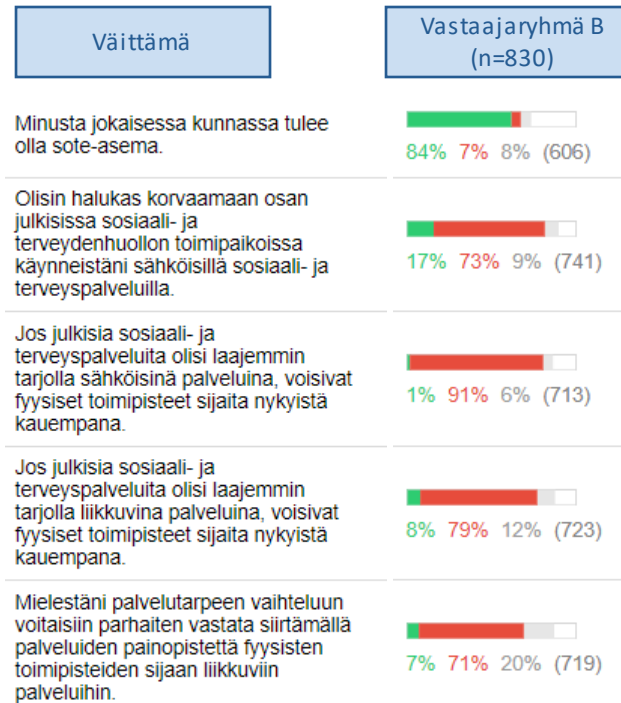 Väittämä
Vastaajaryhmä B
(n=830)
Minusta jokaisessa kunnassa tulee
olla sote-asema.
84% 7% 8% (606)
Olisin halukas korvaamaan osan
julkisissa sosiaali- ja
terveydenhuollon toimipaikoissa
käynneistäni sähköisillä sosiaali- ja
terveyspalveluilla.
17% 73% 9% (741)
Jos julkisia sosiaali- ja
terveyspalveluita olisi laajemmin
tarjolla sähköisinä palveluina, voisivat
fyysiset toimipisteet sijaita nykyistä
kauempana.
1% 91% 6% (713)
Jos julkisia sosiaali- ja
terveyspalveluita olisi laajemmin
tarjolla liikkuvina palveluina, voisivat
fyysiset toimipisteet sijaita nykyistä
kauempana.
8% 79% 12% (723)
Mielestäni palvelutarpeen vaihteluun
voitaisiin parhaiten vastata siirtämällä
palveluiden painopistettä fyysisten
toimipisteiden sijaan liikkuviin
palveluihin.
7% 71% 20% (719)